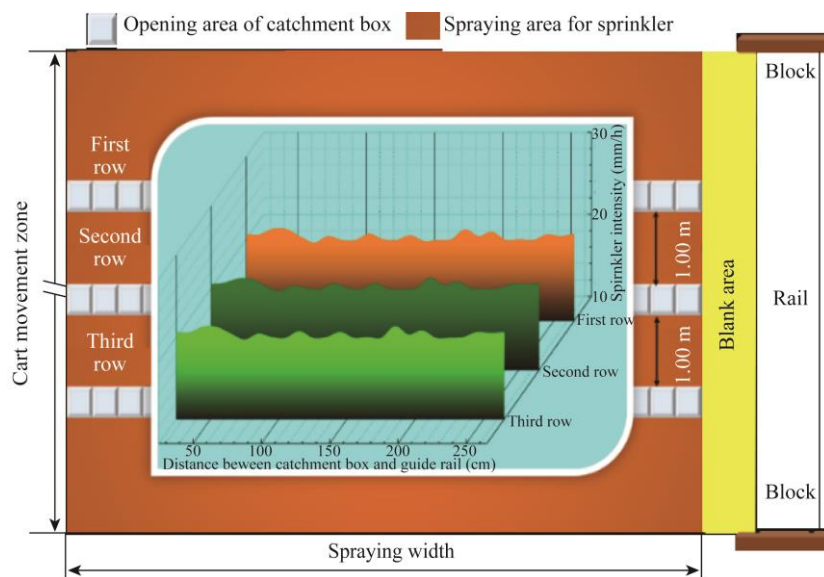 Opening area of catchment box
Spraying area for sprinkler
First
row
Second
row
Third
row
Cart movement zone
30
20
10
Spirnkler intensity (mm/h)
First row
Second row
Third row
50
100
150
200
250
Distance beween catchment box and guide rail (cm)
1.00 m
1.00 m
Blank area
Block
Rail
Block
Spraying width